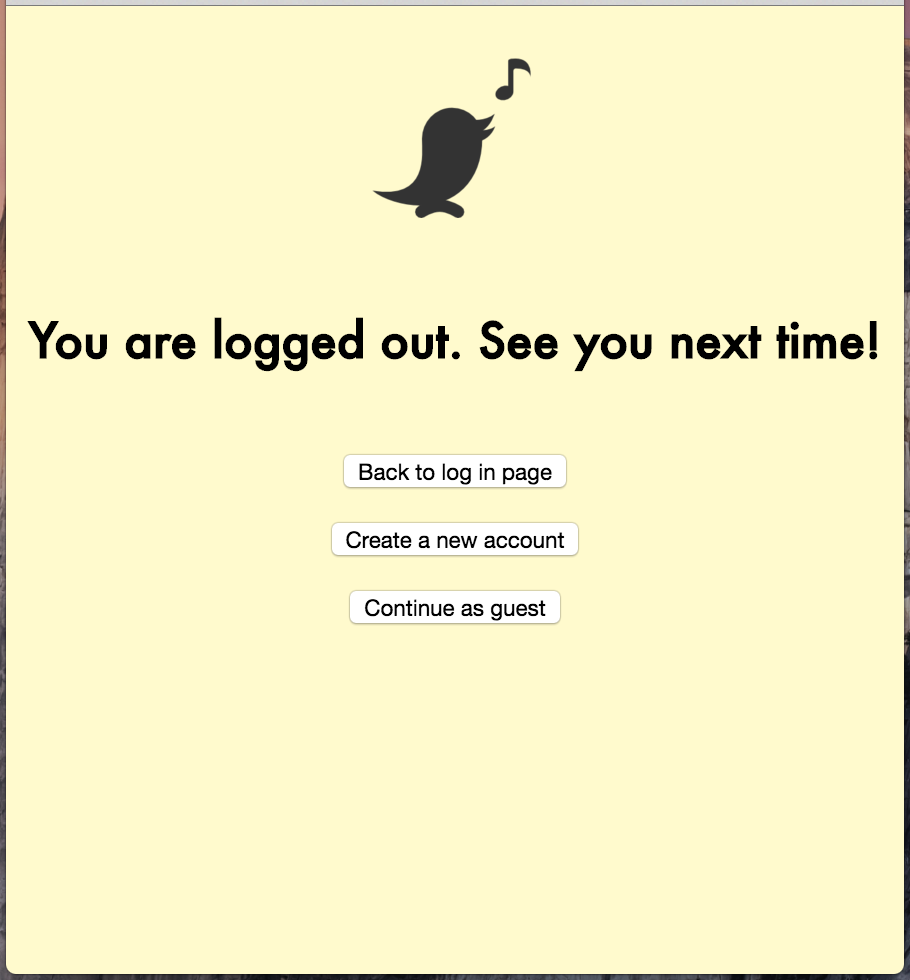 You are logged out. See you next time!
Back to log in page
Create a new account
Continue as guest